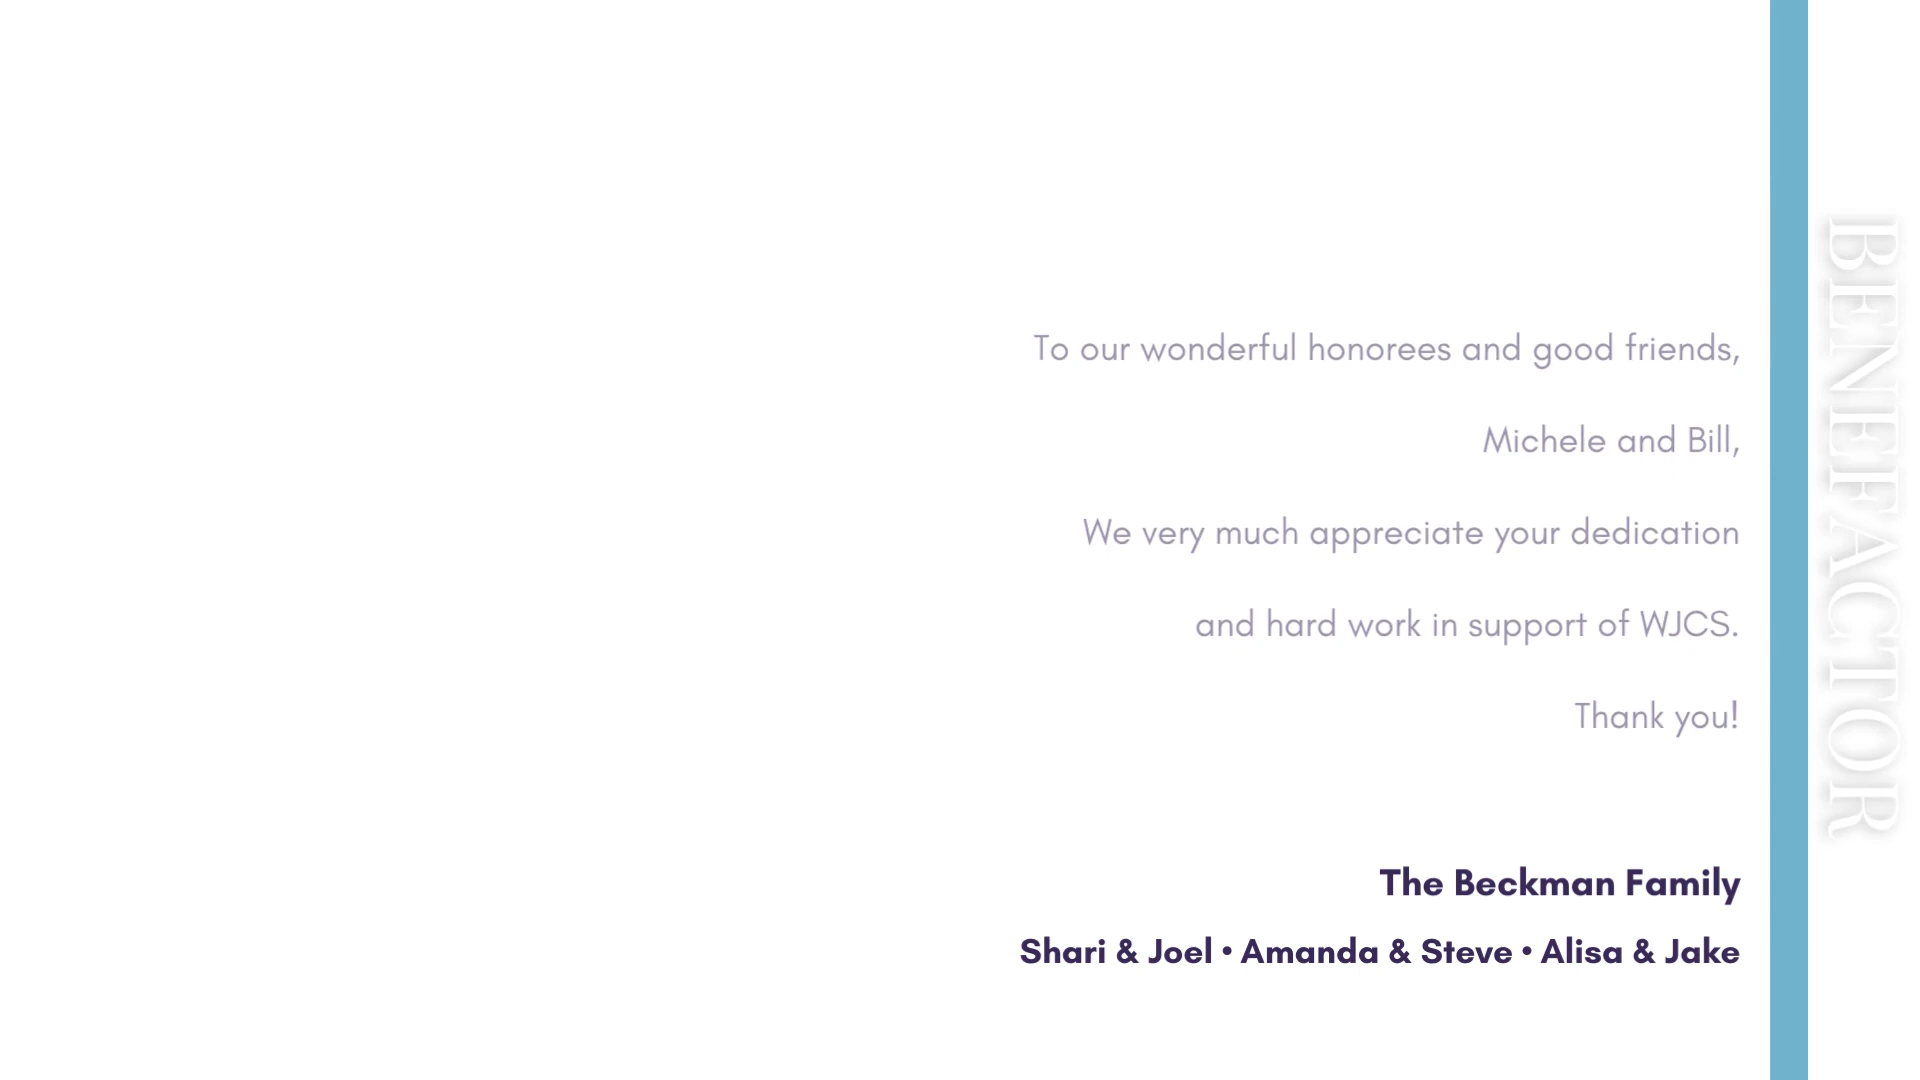 To our wonderful honorees and good friends,
Michele and Bill,
We very much appreciate your dedication
and hard work in support of WJCS.
Thank you!
The Beckman Family
Shari & Joel • Amanda & Steve • Alisa & Jake
BENEFACTOR